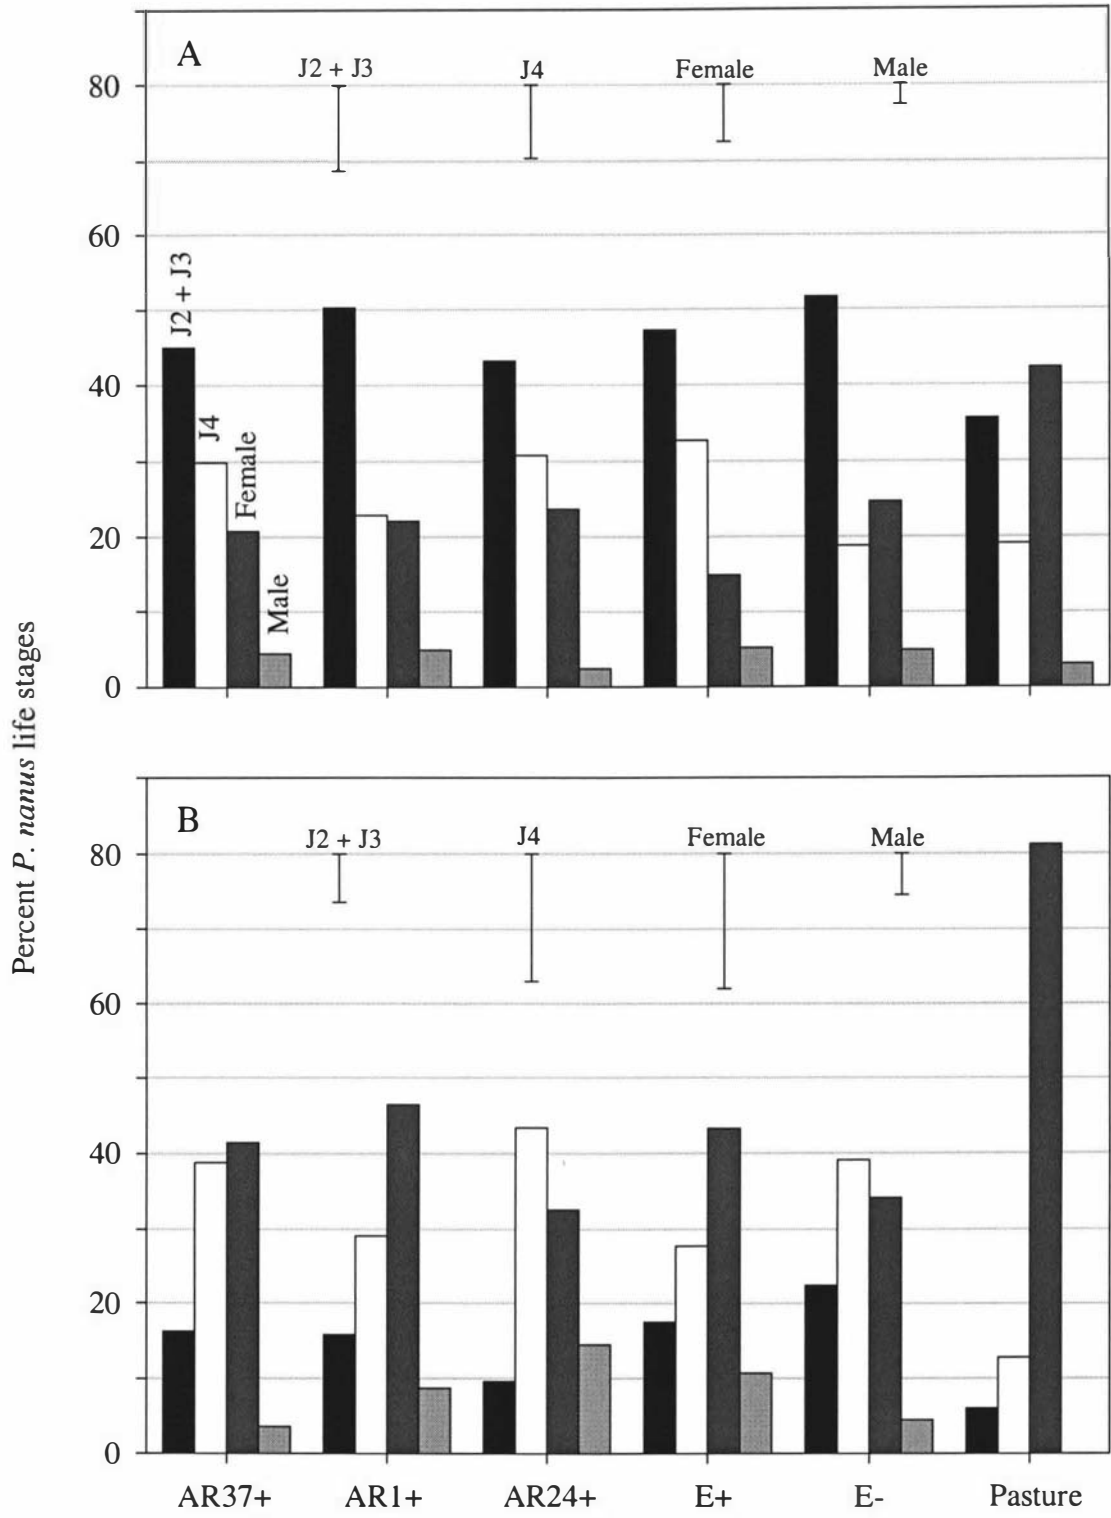 A
J2 + J3 J4 Female Male
80
60
40
20
0
J2 + J3
J4
Female
Male
Percent P. nanus life stages
B
J2 + J3 J4 Female Male
80
60
40
20
0
AR37+ AR1+ AR24+ E+ E- Pasture